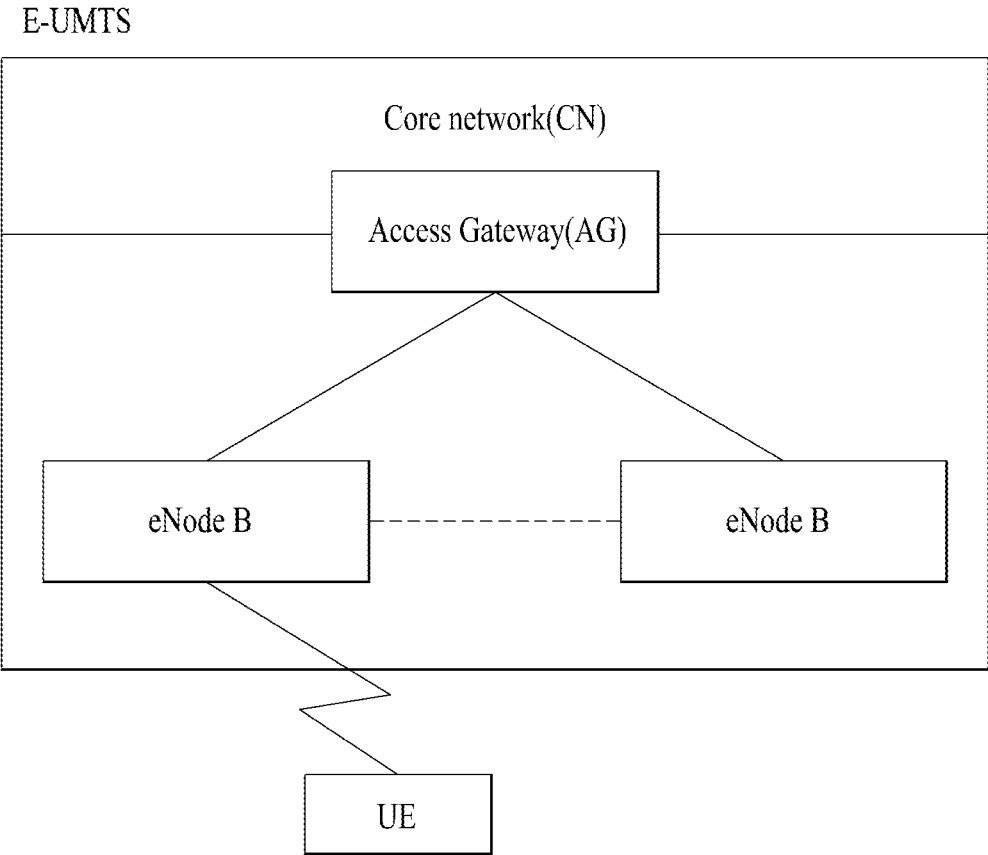 E-UMTS
Core network(CN)
Access Gateway(AG)
eNode B
eNode B
UE